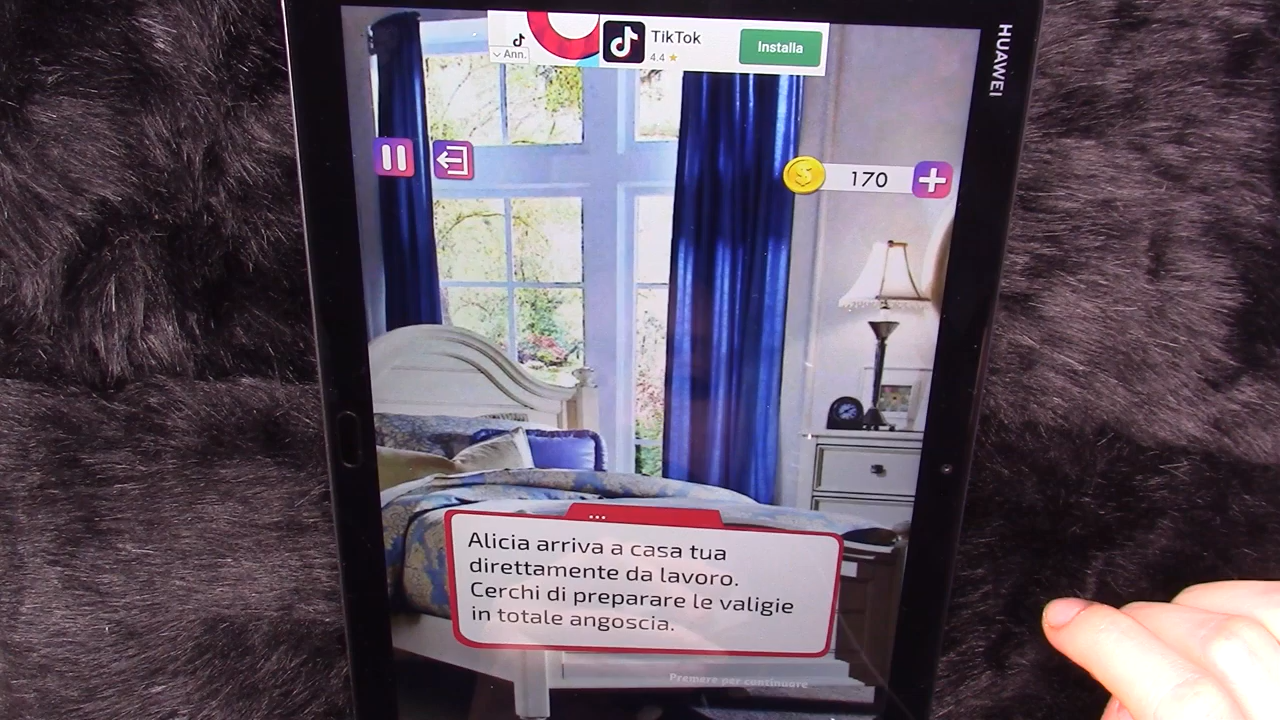 TikTok
Ann.
4.4
Installa
HUAWEI
170
Alicia arriva a casa tua
direttamente da lavoro.
Cerchi di preparare le valigie
in totale angoscia.
Premere per continuare